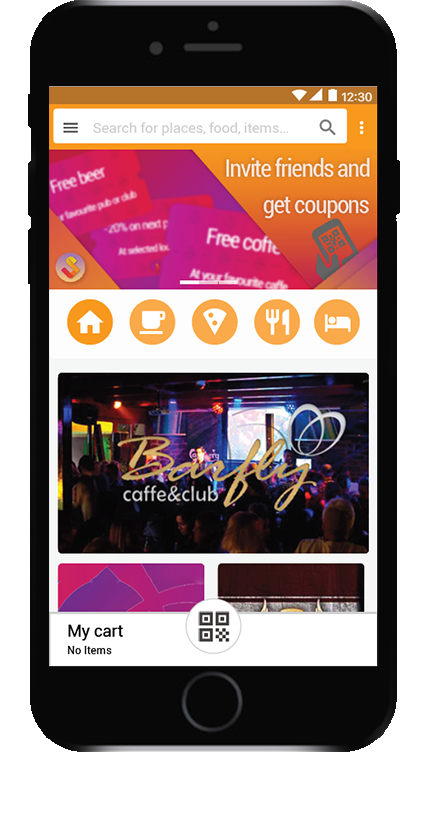 12:30
Search for places, food, items...
Invite friends and
get coupons
Free beer
your favourite pub or club
-20% on next p
At selected lo
Free coffe
At your favourite caffe
Barfly
caffe&club
My cart
No Items